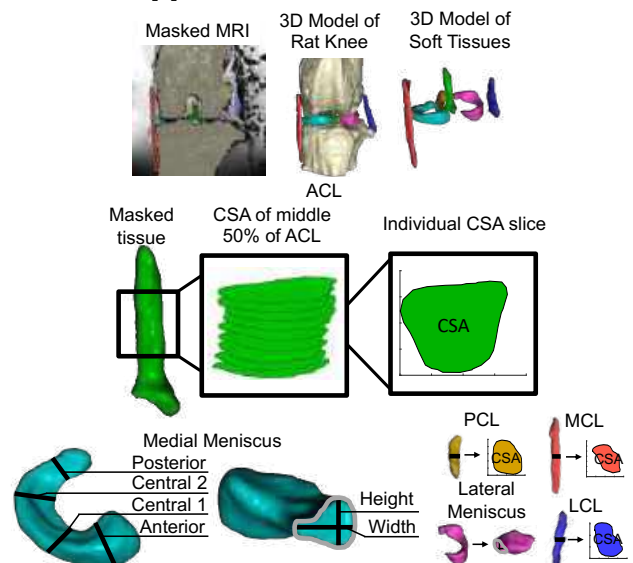 Masked MRI
3D Model of
Rat Knee
3D Model of
Soft Tissues
ACL
Masked
tissue
CSA of middle
50% of ACL
Individual CSA slice
CSA
Medial Meniscus
Posterior
Central 2
Central 1
Anterior
Height
Width
PCL
CSA
MCL
CSA
Lateral
Meniscus
LCL
CSA